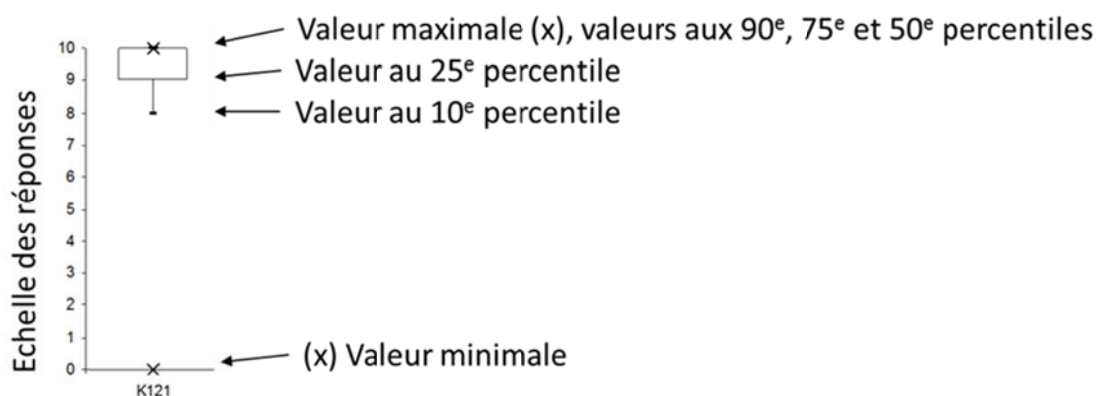 Valeur maximale (x), valeurs aux 90e, 75e et 50e percentiles
Valeur au 25e percentile
Valeur au 10e percentile
(x) Valeur minimale
Echelle des réponses
10
9
8
7
6
5
4
3
2
1
0
K121